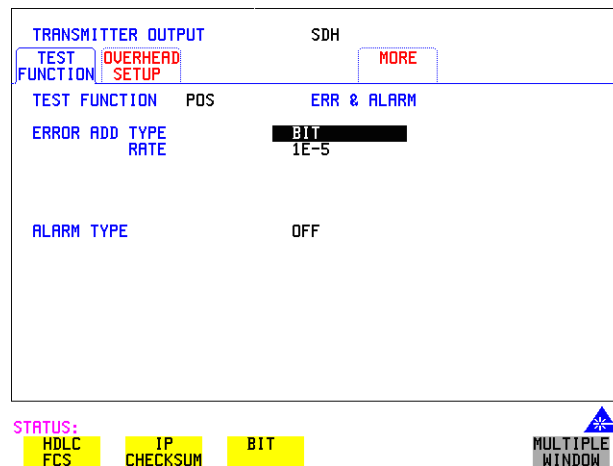 TRANSMITTER OUTPUT SDH
TEST FUNCTION OVERHEAD SETUP MORE
TEST FUNCTION POS ERR & ALARM
ERROR ADD TYPE BIT
RATE 1E-5
ALARM TYPE OFF
STATUS:
HDLC FCS IP CHECKSUM BIT MULTIPLE WINDOW